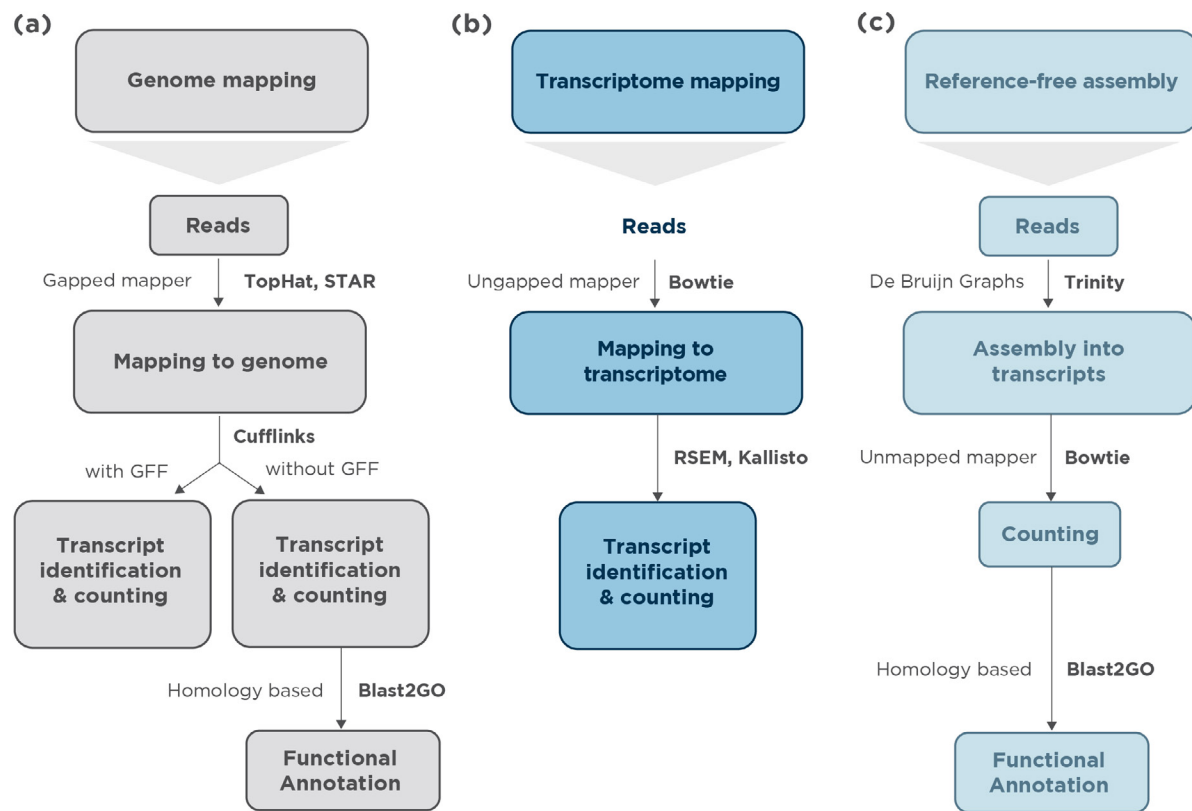 (a)
Genome mapping
Reads
Gapped mapper
TopHat, STAR
Mapping to genome
Cufflinks
with GFF
without GFF
Transcript
identification
& counting
Transcript
identification
& counting
Homology based
Blast2GO
Functional
Annotation
(b)
Transcriptome mapping
Reads
Ungapped mapper
Bowtie
Mapping to
transcriptome
RSEM, Kallisto
Transcript
identification
& counting
(c)
Reference-free assembly
Reads
De Bruijn Graphs
Trinity
Assembly into
transcripts
Unmapped mapper
Bowtie
Counting
Homology based
Blast2GO
Functional
Annotation